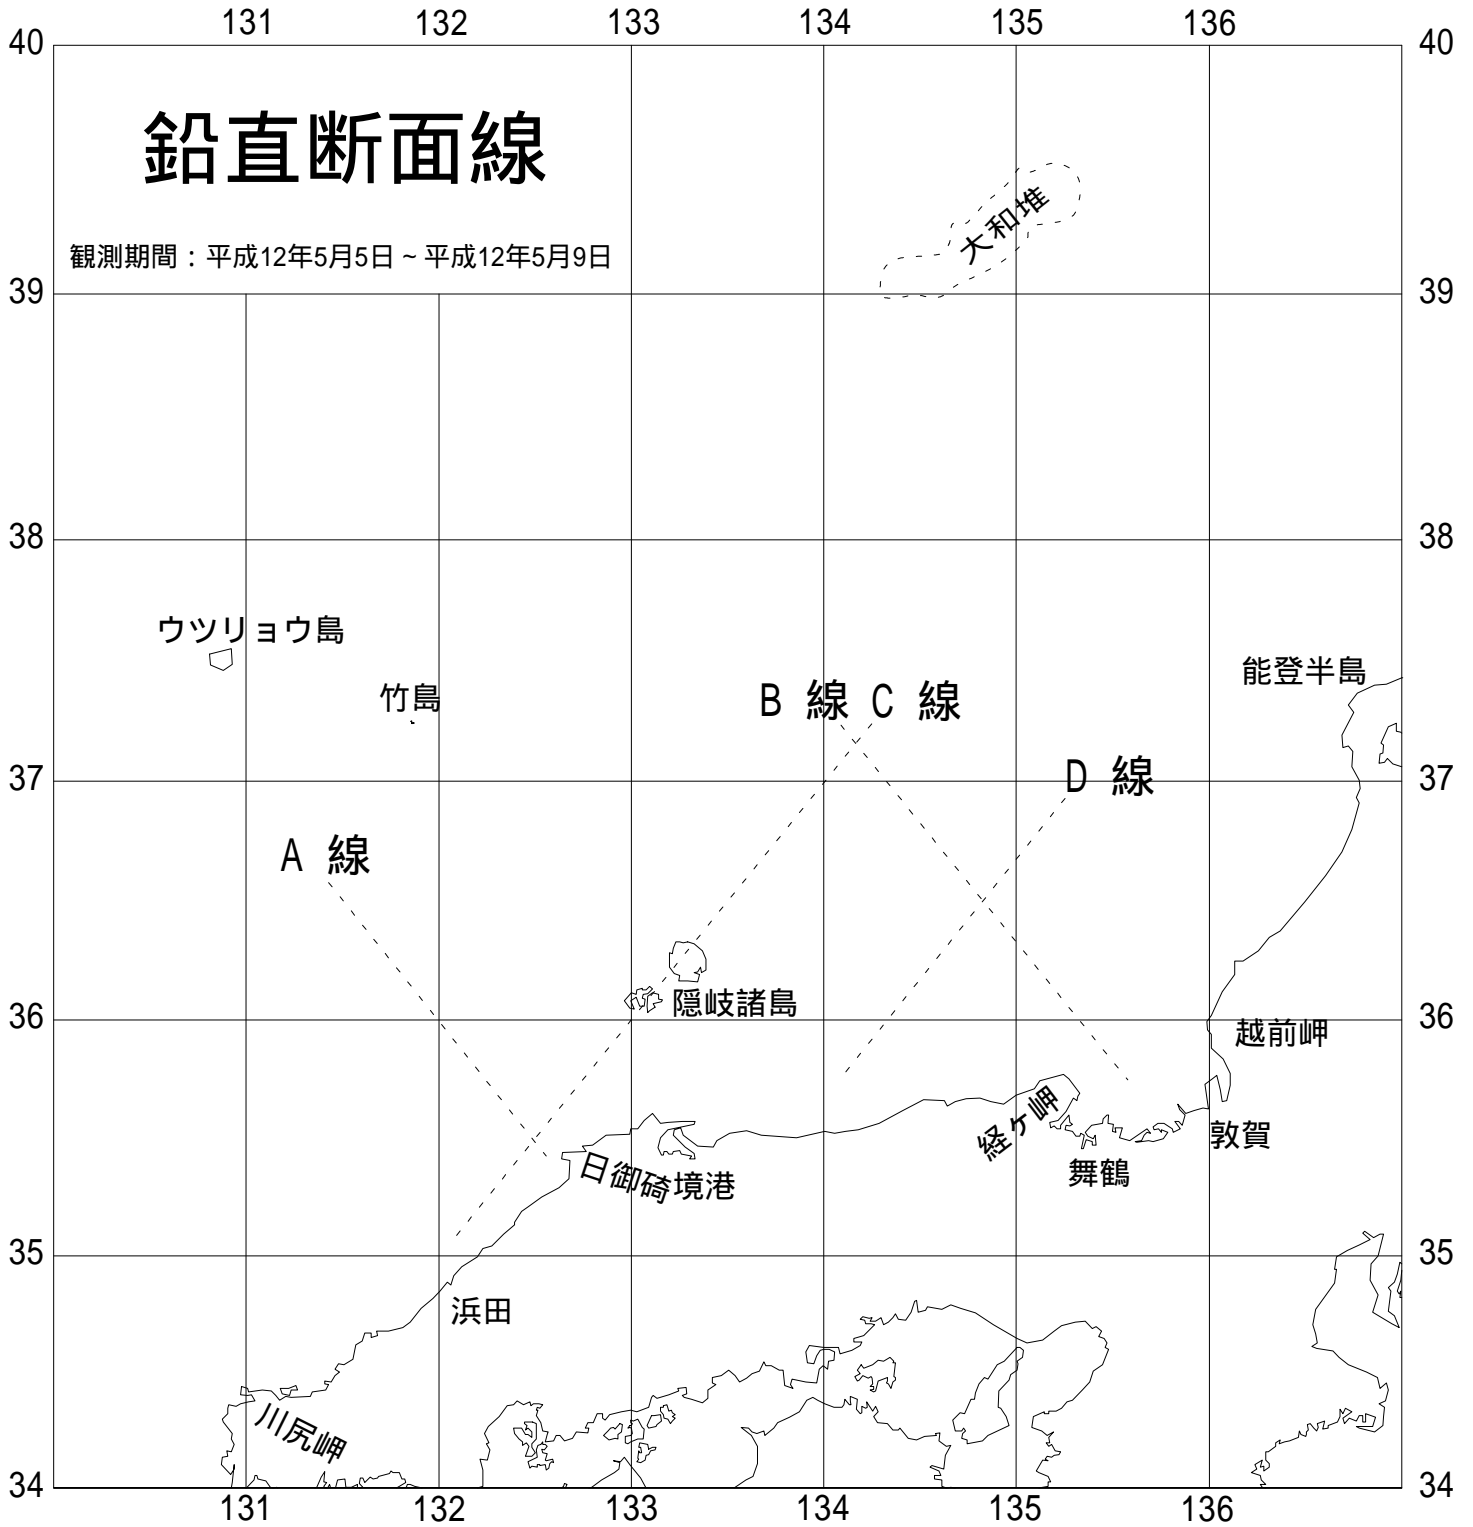 131 132 133 134 135 136
40 40
鉛直断面線
大和堆
観測期間：平成12年5月5日~平成12年5月9日
39 39
38 38
ウツリョウ島
能登半島
竹島
B 線 C 線
37 37
D 線
A 線
隠岐諸島
36 36
越前岬
経ヶ岬
敦賀
日御碕 境港
舞鶴
35 35
浜田
川尻岬
34 34
131 132 133 134 135 136